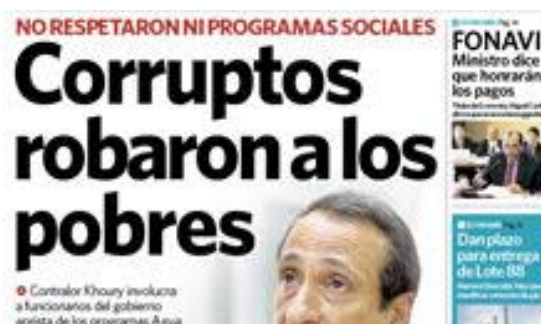 NO RESPETARON NI PROGRAMAS SOCIALES
Corruptos
robaron a los
pobres
Contralor Khoury involucra
a funcionarios del gobierno
aprista de los programas Agua
FONAVI
Ministro dice
que honrarán
los pagos
Dan plazo
para entrega
de Lote 88